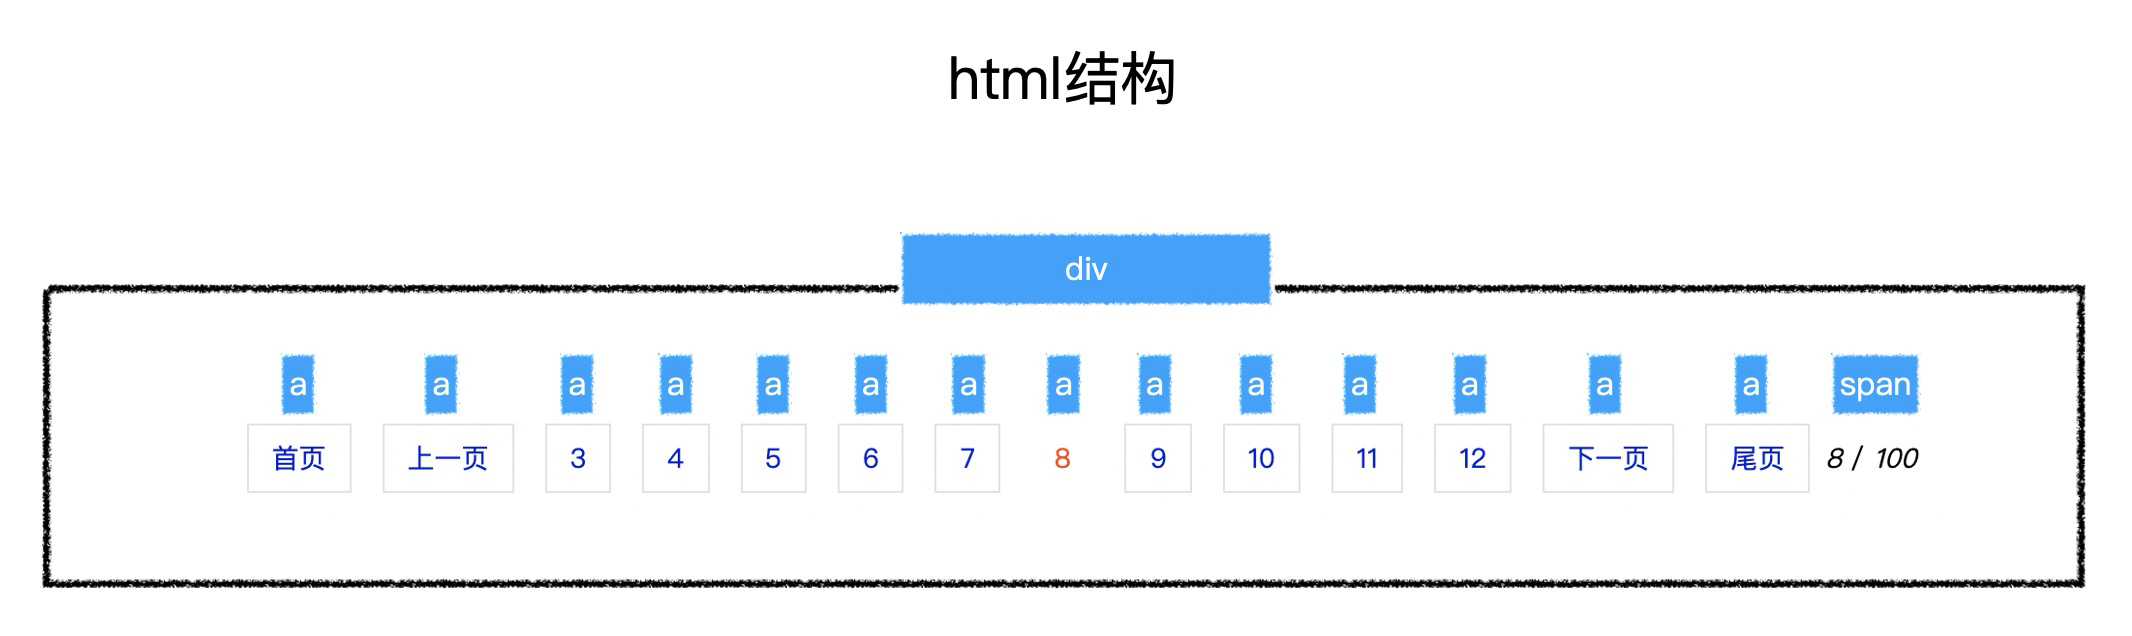 html结构
div
a a a a a a a a a a a a a a span
首页 上一页 3 4 5 6 7 8 9 10 11 12 下一页 尾页 8 / 100